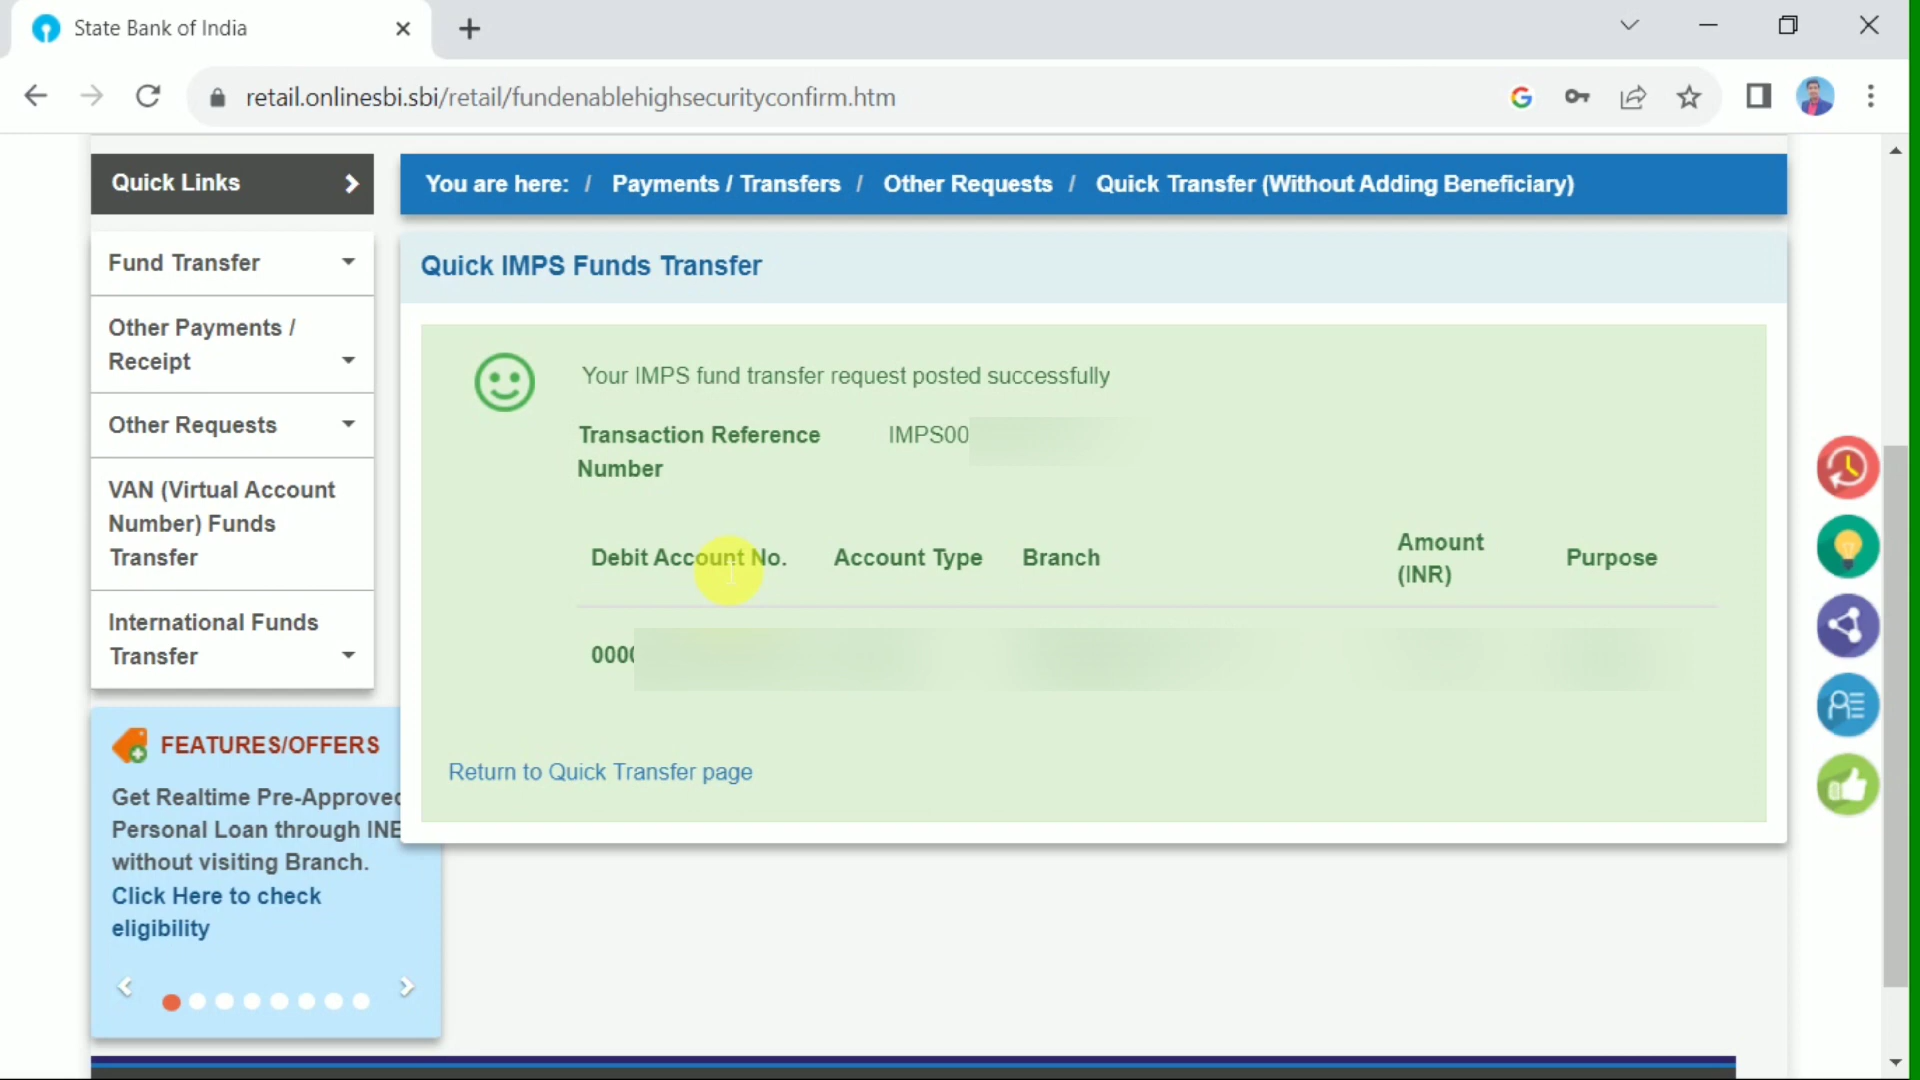 State Bank of India
retail.onlinesbi.sbi/retail/fundenablehighsecurityconfirm.htm
Quick Links
You are here: / Payments / Transfers / Other Requests / Quick Transfer (Without Adding Beneficiary)
Fund Transfer
Other Payments /
Receipt
Other Requests
VAN (Virtual Account
Number) Funds
Transfer
International Funds
Transfer
Quick IMPS Funds Transfer
Your IMPS fund transfer request posted successfully
Transaction Reference
Number
IMPS00
Debit Account No.
Account Type
Branch
Amount
(INR)
Purpose
000
Return to Quick Transfer page
FEATURES/OFFERS
Get Realtime Pre-Approved
Personal Loan through INB
without visiting Branch.
Click Here to check
eligibility